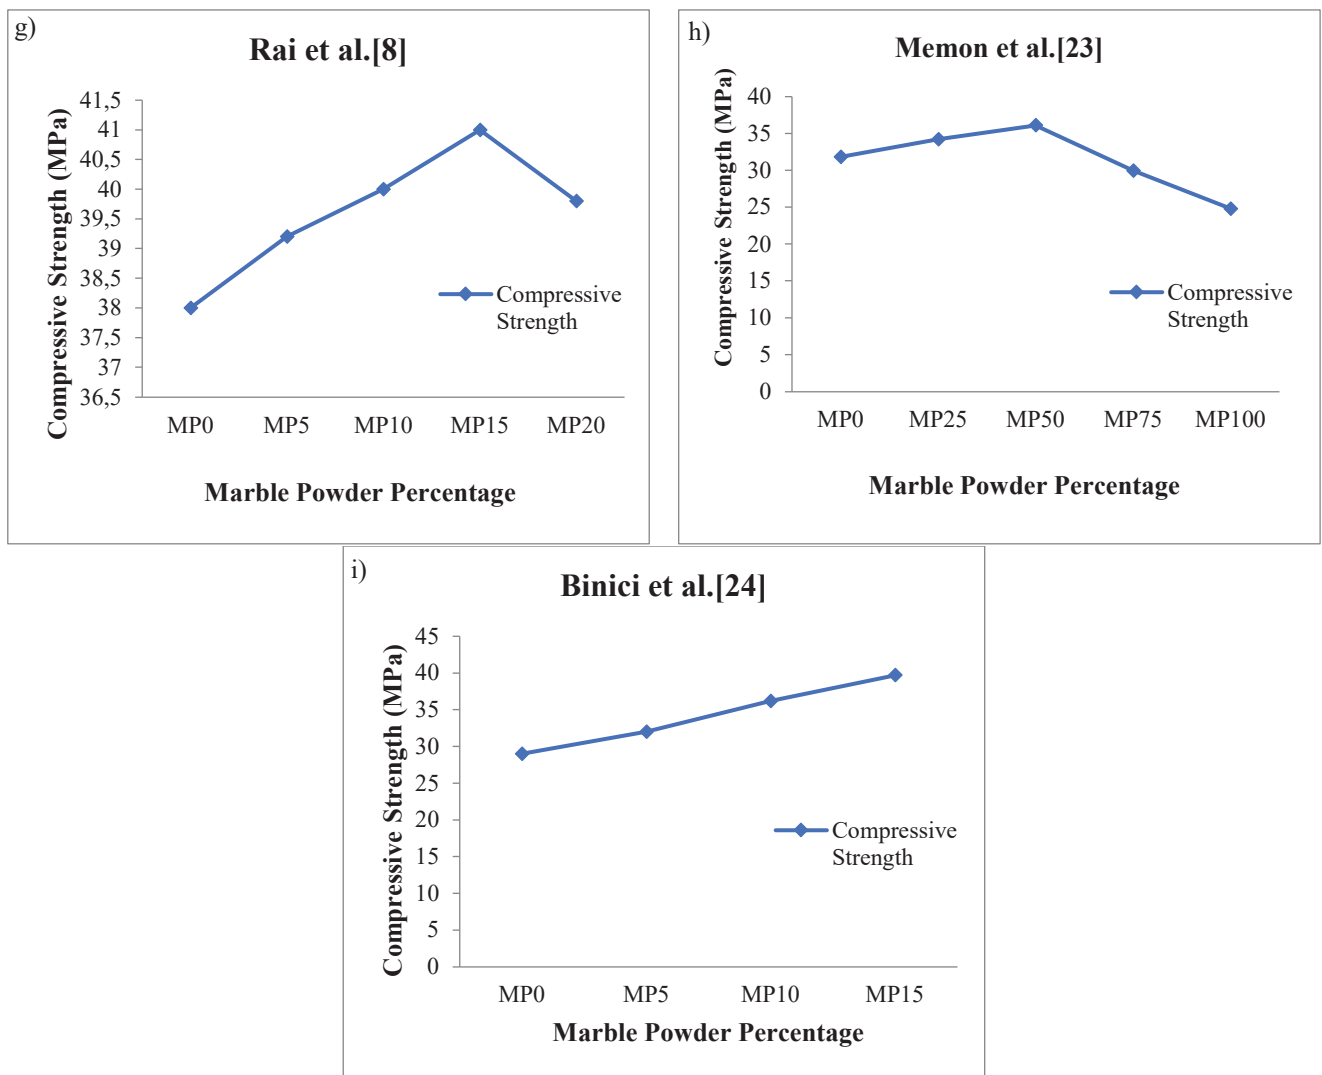 g)
Rai et al.[8]
Compressive Strength (MPa)
41,5
41
40,5
40
39,5
39
38,5
38
37,5
37
36,5
MP0 MP5 MP10 MP15 MP20
Marble Powder Percentage
Compressive
Strength
h)
Memon et al.[23]
Compressive Strength (MPa)
40
35
30
25
20
15
10
5
0
MP0 MP25 MP50 MP75 MP100
Marble Powder Percentage
Compressive
Strength
i)
Binici et al.[24]
Compressive Strength (MPa)
45
40
35
30
25
20
15
10
5
0
MP0 MP5 MP10 MP15
Marble Powder Percentage
Compressive
Strength